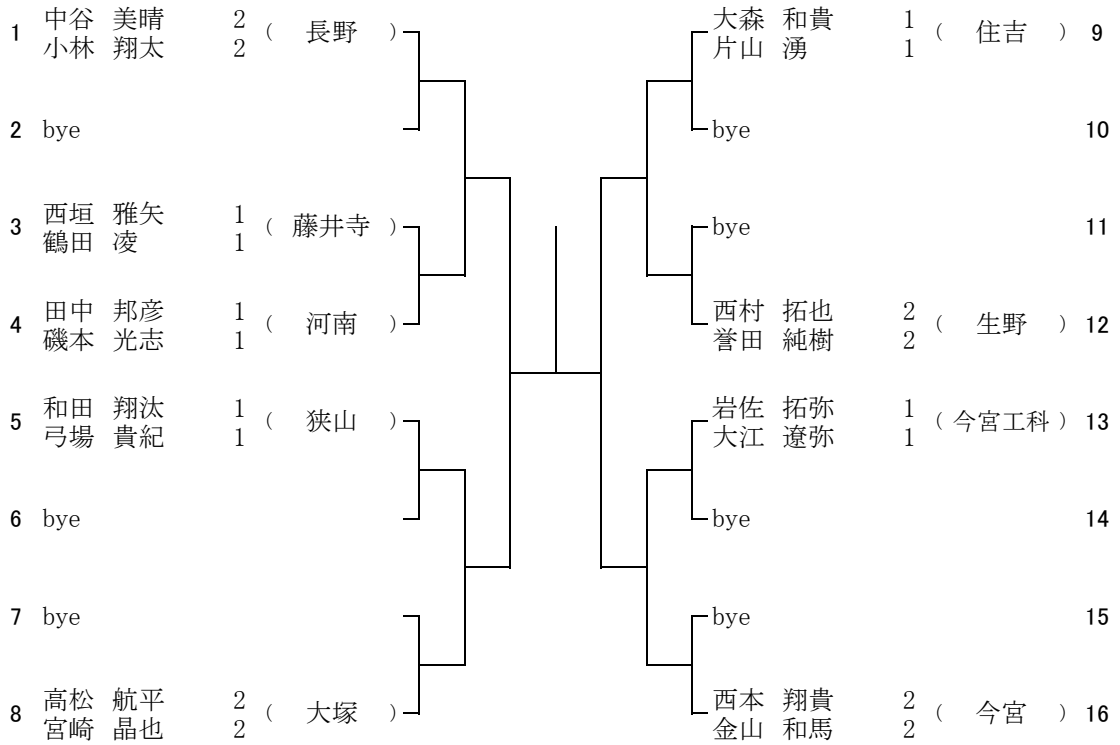 1 中谷 美晴 2 ( 長野 )
小林 翔太 2
2 bye
3 西垣 雅矢 1 ( 藤井寺 )
鶴田 凌 1
4 田中 邦彦 1 ( 河南 )
磯本 光志 1
5 和田 翔汰 1 ( 狭山 )
弓場 貴紀 1
6 bye
7 bye
8 高松 航平 2 ( 大塚 )
宮崎 晶也 2
大森 和貴 1 ( 住吉 ) 9
片山 湧 1
bye 10
bye 11
西村 拓也 2 ( 生野 ) 12
誉田 純樹 2
岩佐 拓弥 1 ( 今宮工科 ) 13
大江 遼弥 1
bye 14
bye 15
西本 翔貴 2 ( 今宮 ) 16
金山 和馬 2